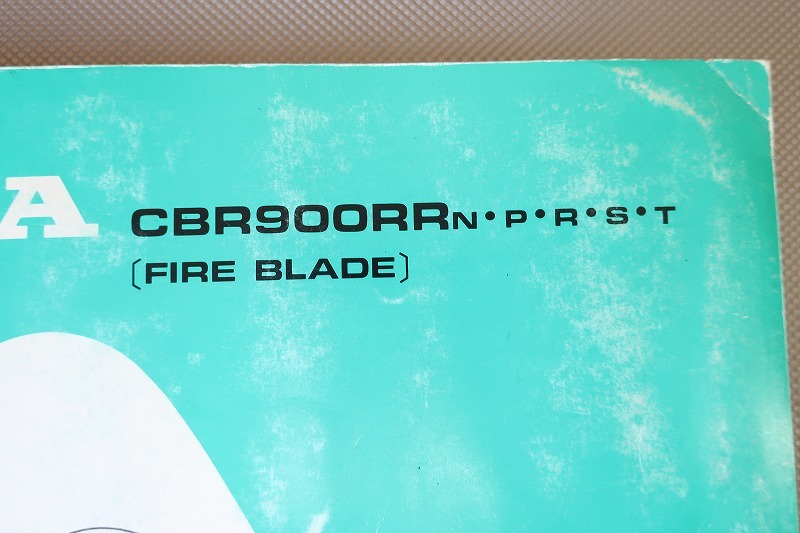 A CBR900RRN•P•R•S•T
〔FIRE BLADE〕